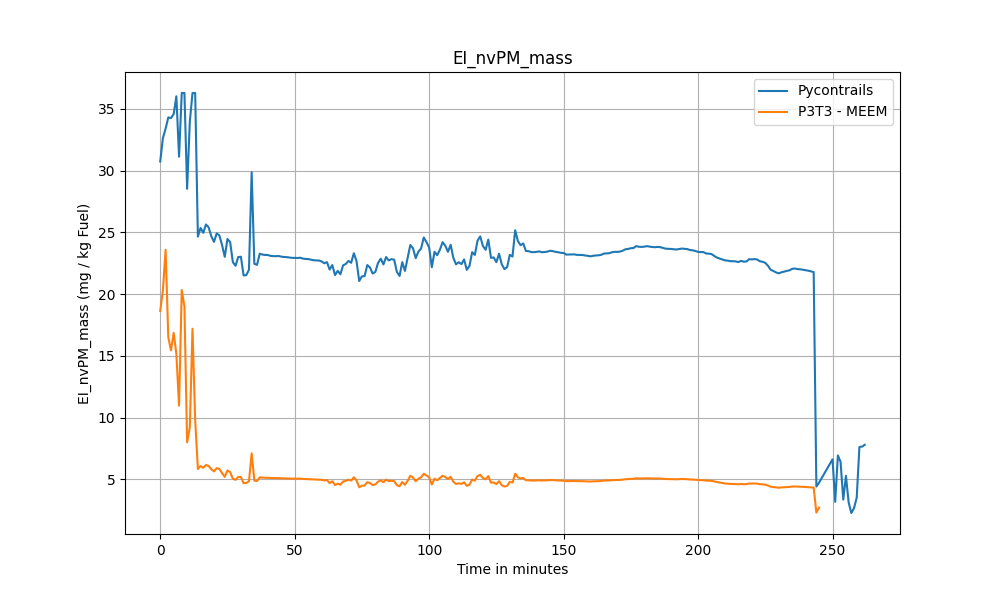 EI_nvPM_mass
Pycontrails
P3T3 - MEEM
EI_nvPM_mass (mg / kg Fuel)
35
30
25
20
15
10
5
0
50
100
150
200
250
Time in minutes